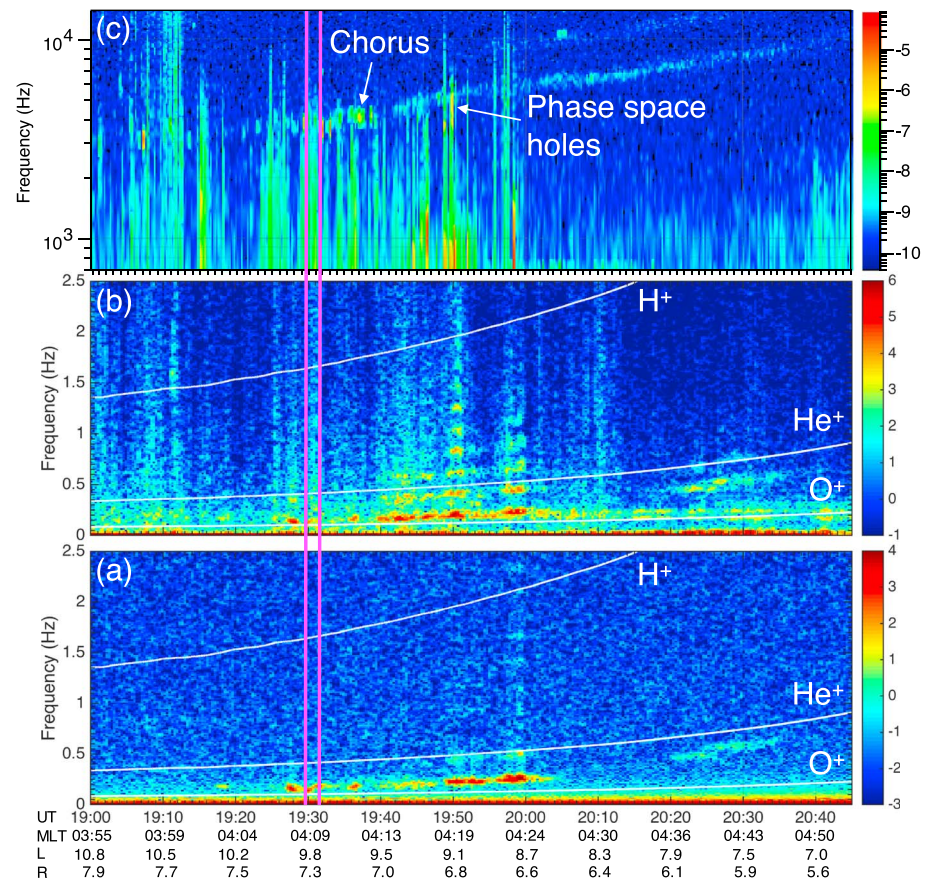 (c)
Chorus
Phase space
holes
Frequency (Hz)
10⁴
10³
-5
-6
-7
-8
-9
-10
(b)
H⁺
He⁺
O⁺
Frequency (Hz)
2.5
2
1.5
1
0.5
0
6
5
4
3
2
1
0
-1
(a)
H⁺
He⁺
O⁺
Frequency (Hz)
2.5
2
1.5
1
0.5
0
4
3
2
1
0
-1
-2
-3
UT 19:00 19:10 19:20 19:30 19:40 19:50 20:00 20:10 20:20 20:30 20:40
MLT 03:55 03:59 04:04 04:09 04:13 04:19 04:24 04:30 04:36 04:43 04:50
L 10.8 10.5 10.2 9.8 9.5 9.1 8.7 8.3 7.9 7.5 7.0
R 7.9 7.7 7.5 7.3 7.0 6.8 6.6 6.4 6.1 5.9 5.6